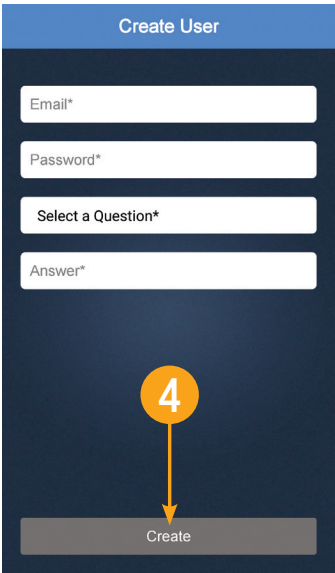 Create User
Email*
Password*
Select a Question*
Answer*
4
Create